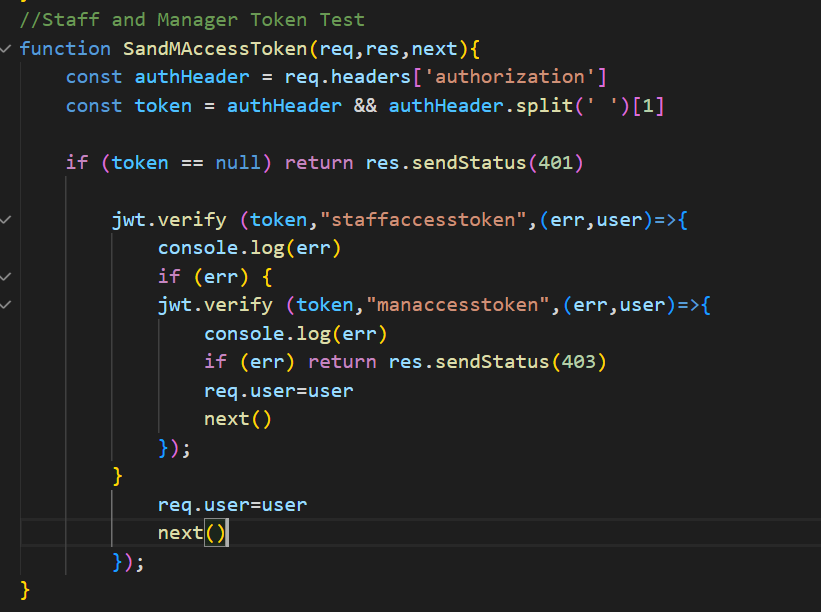 //Staff and Manager Token Test
function SandMAccessToken(req,res,next){
const authHeader = req.headers['authorization']
const token = authHeader && authHeader.split(' ')[1]
if (token == null) return res.sendStatus(401)
jwt.verify (token,"staffaccesstoken",(err,user)=>{
console.log(err)
if (err) {
jwt.verify (token,"manaccesstoken",(err,user)=>{
console.log(err)
if (err) return res.sendStatus(403)
req.user=user
next()
});
}
req.user=user
next()
});
}